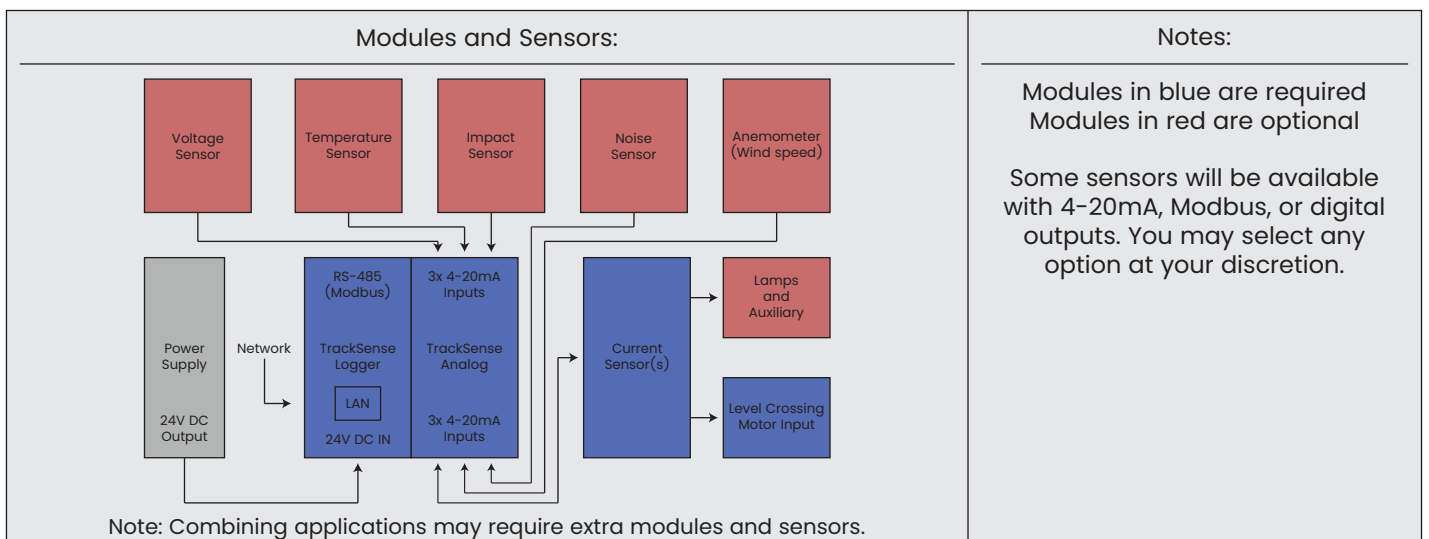 Modules and Sensors:
Voltage
Sensor
Temperature
Sensor
Impact
Sensor
Noise
Sensor
Anemometer
(Wind speed)
Power
Supply
24V DC
Output
Network
RS-485
(Modbus)
TrackSense
Logger
LAN
24V DC IN
3x 4-20mA
Inputs
TrackSense
Analog
3x 4-20mA
Inputs
Current
Sensor(s)
Lamps
and
Auxiliary
Level Crossing
Motor Input
Note: Combining applications may require extra modules and sensors.
Notes:
Modules in blue are required
Modules in red are optional
Some sensors will be available
with 4-20mA, Modbus, or digital
outputs. You may select any
option at your discretion.